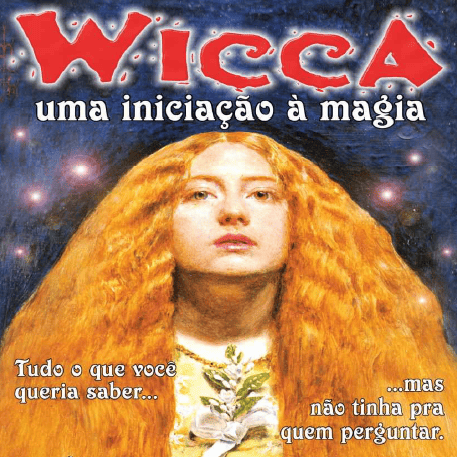 WICCA
uma iniciação à magia
Tudo o que você
queria saber...
...mas
não tinha pra
quem perguntar.